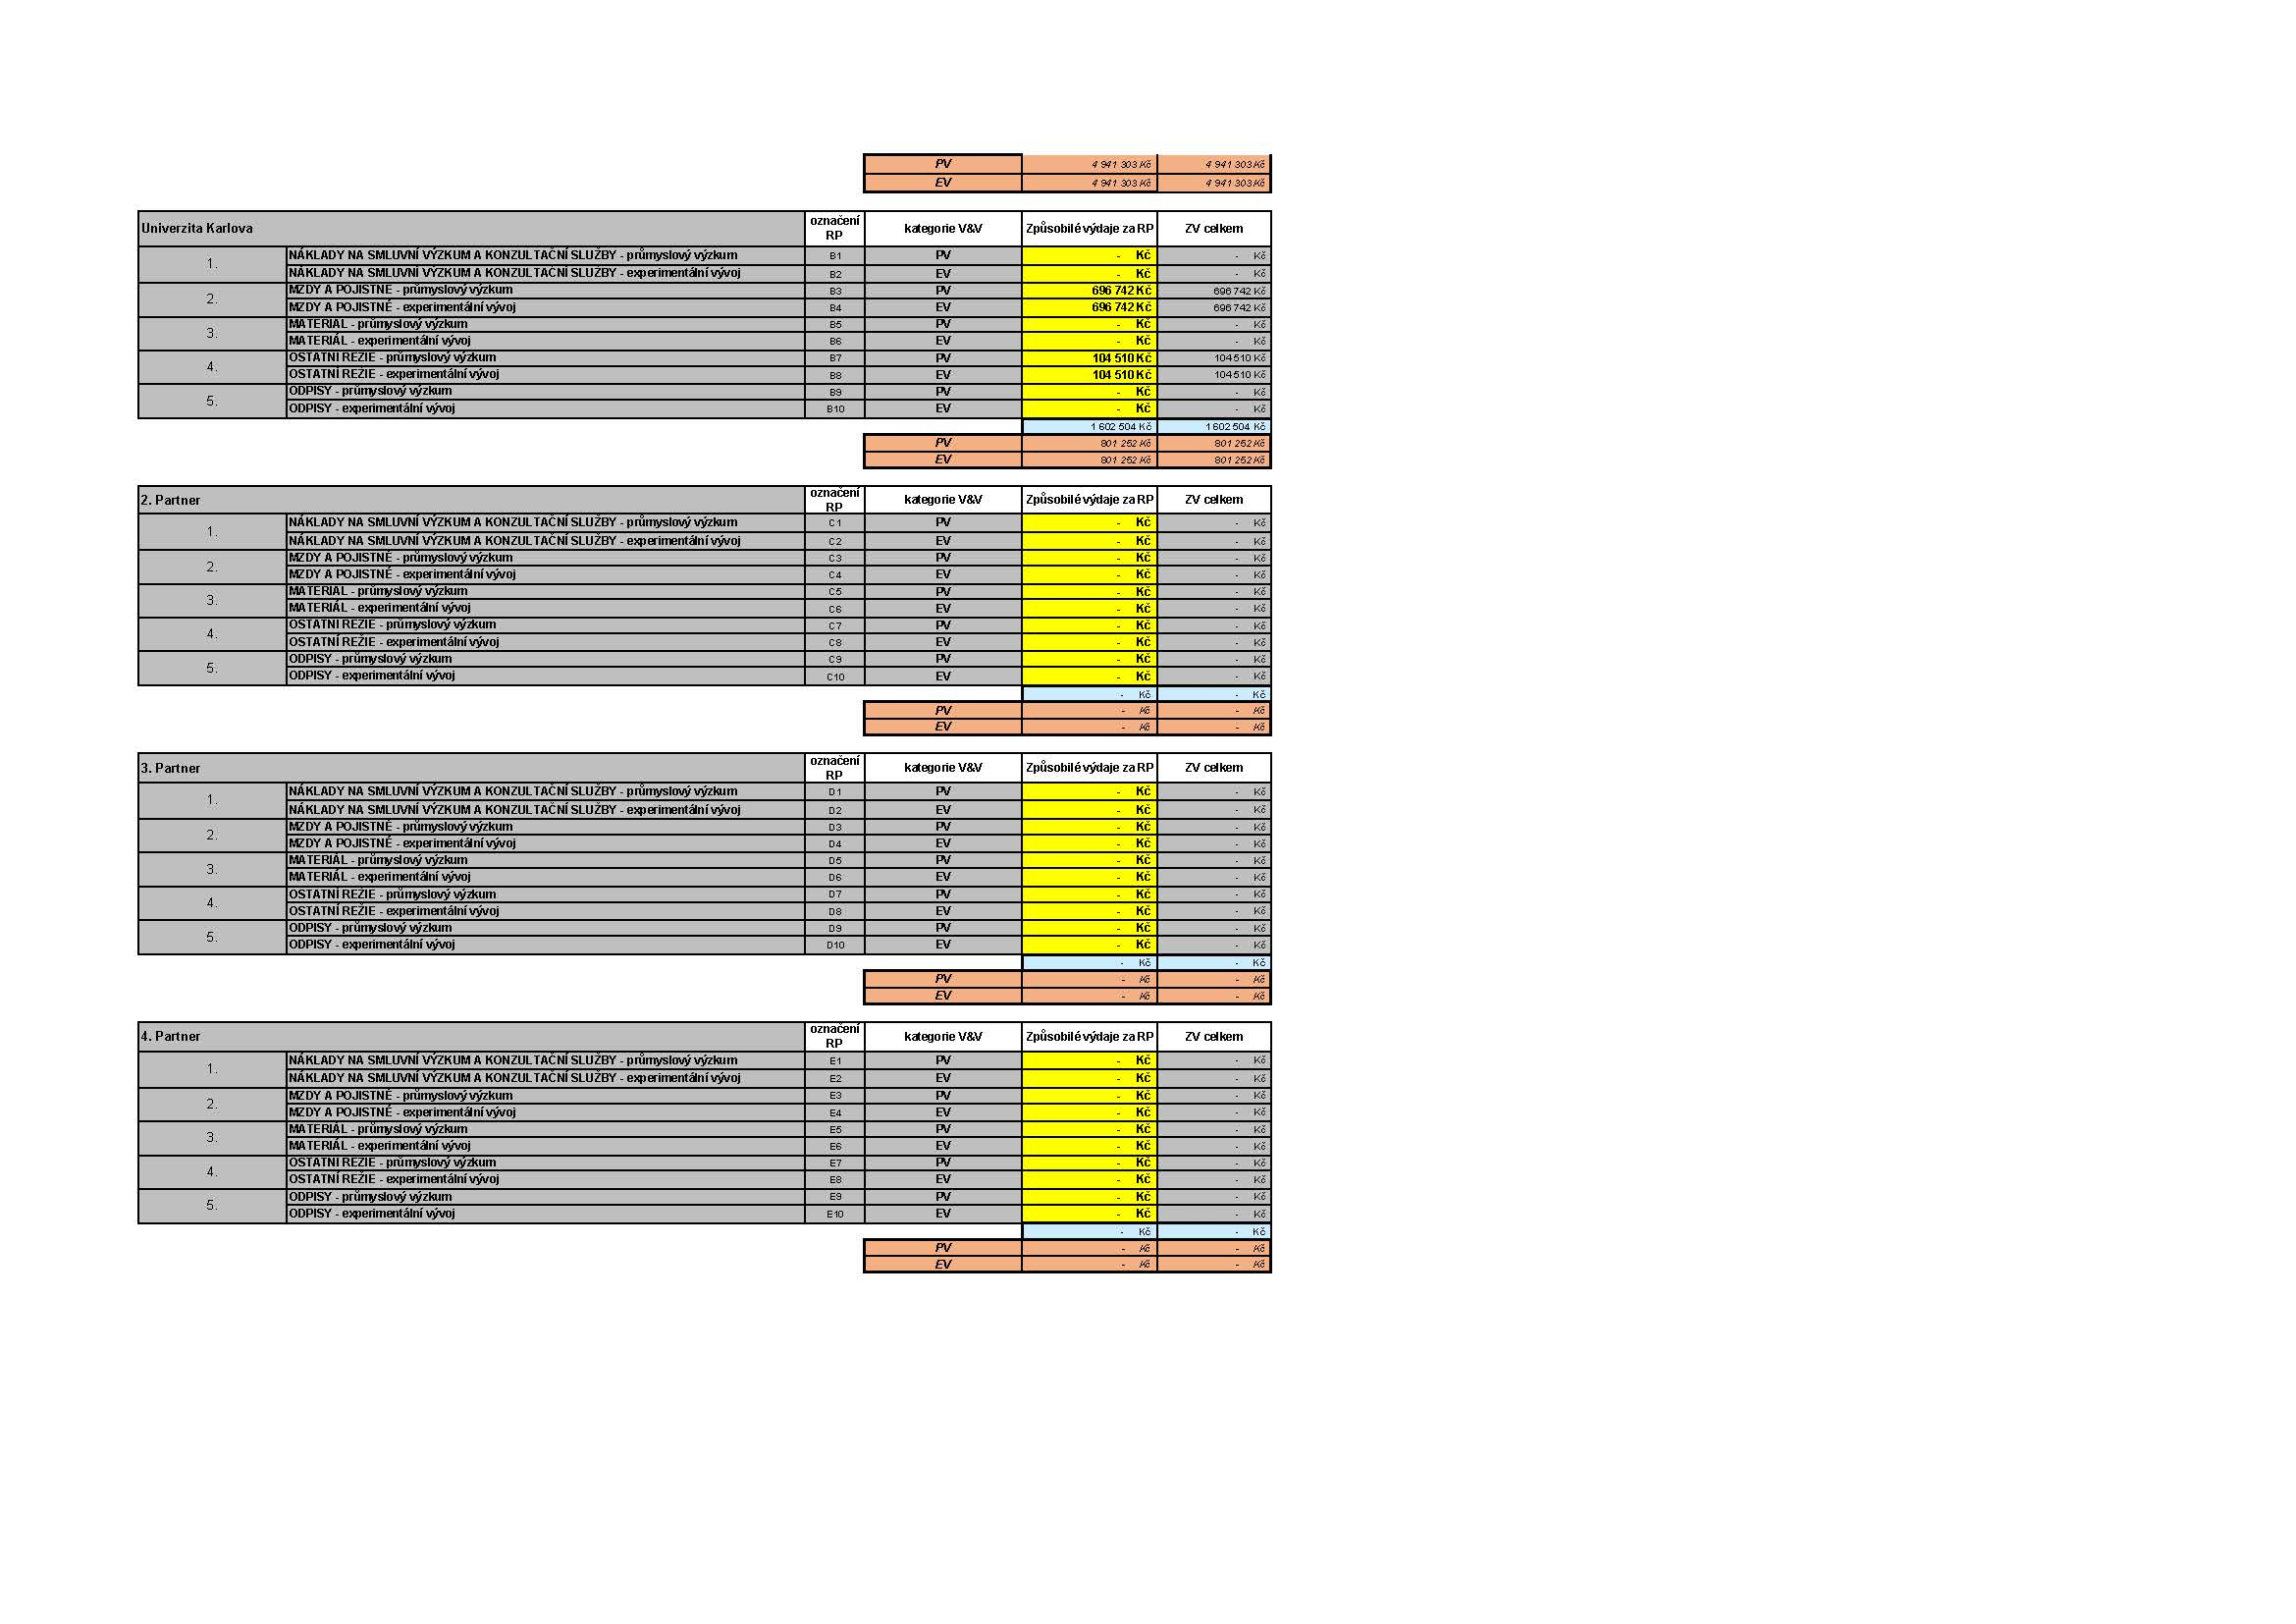 PV 4 941 303 Kč 4 941 303 Kč
EV 4 941 303 Kč 4 941 303 Kč
Univerzita Karlova označení RP kategorie V&V Způsobilé výdaje za RP ZV celkem
1. NÁKLADY NA SMLUVNÍ VÝZKUM A KONZULTAČNÍ SLUŽBY - průmyslový výzkum B1 PV - Kč - Kč
NÁKLADY NA SMLUVNÍ VÝZKUM A KONZULTAČNÍ SLUŽBY - experimentální vývoj B2 EV - Kč - Kč
2. MZDY A POJISTNÉ - průmyslový výzkum B3 PV 696 742 Kč 696 742 Kč
MZDY A POJISTNÉ - experimentální vývoj B4 EV 696 742 Kč 696 742 Kč
3. MATERIÁL - průmyslový výzkum B5 PV - Kč - Kč
MATERIÁL - experimentální vývoj B6 EV - Kč - Kč
4. OSTATNÍ REŽIE - průmyslový výzkum B7 PV 104 510 Kč 104 510 Kč
OSTATNÍ REŽIE - experimentální vývoj B8 EV 104 510 Kč 104 510 Kč
5. ODPISY - průmyslový výzkum B9 PV - Kč - Kč
ODPISY - experimentální vývoj B10 EV - Kč - Kč
1 602 504 Kč 1 602 504 Kč
PV 801 252 Kč 801 252 Kč
EV 801 252 Kč 801 252 Kč
2. Partner označení RP kategorie V&V Způsobilé výdaje za RP ZV celkem
1. NÁKLADY NA SMLUVNÍ VÝZKUM A KONZULTAČNÍ SLUŽBY - průmyslový výzkum C1 PV - Kč - Kč
NÁKLADY NA SMLUVNÍ VÝZKUM A KONZULTAČNÍ SLUŽBY - experimentální vývoj C2 EV - Kč - Kč
2. MZDY A POJISTNÉ - průmyslový výzkum C3 PV - Kč - Kč
MZDY A POJISTNÉ - experimentální vývoj C4 EV - Kč - Kč
3. MATERIÁL - průmyslový výzkum C5 PV - Kč - Kč
MATERIÁL - experimentální vývoj C6 EV - Kč - Kč
4. OSTATNÍ REŽIE - průmyslový výzkum C7 PV - Kč - Kč
OSTATNÍ REŽIE - experimentální vývoj C8 EV - Kč - Kč
5. ODPISY - průmyslový výzkum C9 PV - Kč - Kč
ODPISY - experimentální vývoj C10 EV - Kč - Kč
- Kč - Kč
PV - Kč - Kč
EV - Kč - Kč
3. Partner označení RP kategorie V&V Způsobilé výdaje za RP ZV celkem
1. NÁKLADY NA SMLUVNÍ VÝZKUM A KONZULTAČNÍ SLUŽBY - průmyslový výzkum D1 PV - Kč - Kč
NÁKLADY NA SMLUVNÍ VÝZKUM A KONZULTAČNÍ SLUŽBY - experimentální vývoj D2 EV - Kč - Kč
2. MZDY A POJISTNÉ - průmyslový výzkum D3 PV - Kč - Kč
MZDY A POJISTNÉ - experimentální vývoj D4 EV - Kč - Kč
3. MATERIÁL - průmyslový výzkum D5 PV - Kč - Kč
MATERIÁL - experimentální vývoj D6 EV - Kč - Kč
4. OSTATNÍ REŽIE - průmyslový výzkum D7 PV - Kč - Kč
OSTATNÍ REŽIE - experimentální vývoj D8 EV - Kč - Kč
5. ODPISY - průmyslový výzkum D9 PV - Kč - Kč
ODPISY - experimentální vývoj D10 EV - Kč - Kč
- Kč - Kč
PV - Kč - Kč
EV - Kč - Kč
4. Partner označení RP kategorie V&V Způsobilé výdaje za RP ZV celkem
1. NÁKLADY NA SMLUVNÍ VÝZKUM A KONZULTAČNÍ SLUŽBY - průmyslový výzkum E1 PV - Kč - Kč
NÁKLADY NA SMLUVNÍ VÝZKUM A KONZULTAČNÍ SLUŽBY - experimentální vývoj E2 EV - Kč - Kč
2. MZDY A POJISTNÉ - průmyslový výzkum E3 PV - Kč - Kč
MZDY A POJISTNÉ - experimentální vývoj E4 EV - Kč - Kč
3. MATERIÁL - průmyslový výzkum E5 PV - Kč - Kč
MATERIÁL - experimentální vývoj E6 EV - Kč - Kč
4. OSTATNÍ REŽIE - průmyslový výzkum E7 PV - Kč - Kč
OSTATNÍ REŽIE - experimentální vývoj E8 EV - Kč - Kč
5. ODPISY - průmyslový výzkum E9 PV - Kč - Kč
ODPISY - experimentální vývoj E10 EV - Kč - Kč
- Kč - Kč
PV - Kč - Kč
EV - Kč - Kč